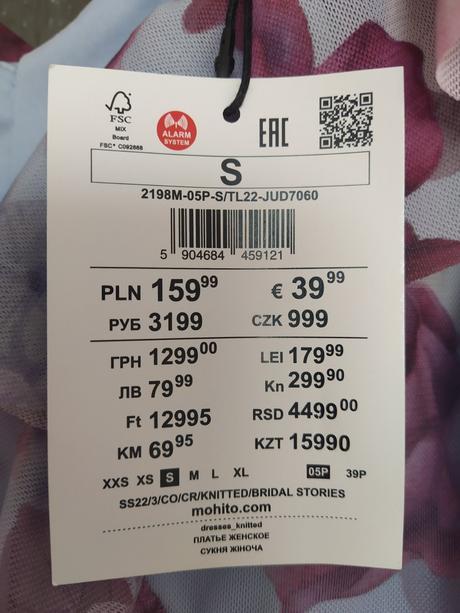 FSC
MIX
Board
FSC® C092888
ALARM
SYSTEM
EAC
S
2198M-05P-S/TL22-JUD7060
5 904684 459121
PLN 159⁹⁹ € 39⁹⁹
РУБ 3199 CZK 999
ГРН 1299⁰⁰ LEI 179⁹⁹
ЛВ 79⁹⁹ Kn 299⁹⁰
Ft 12995 RSD 4499⁰⁰
KM 69⁹⁵ KZT 15990
XXS XS S M L XL 05P 39P
SS22/3/CO/CR/KNITTED/BRIDAL STORIES
mohito.com
dresses_knitted
ПЛАТЬЕ ЖЕНСКОЕ
СУКНЯ ЖІНОЧА